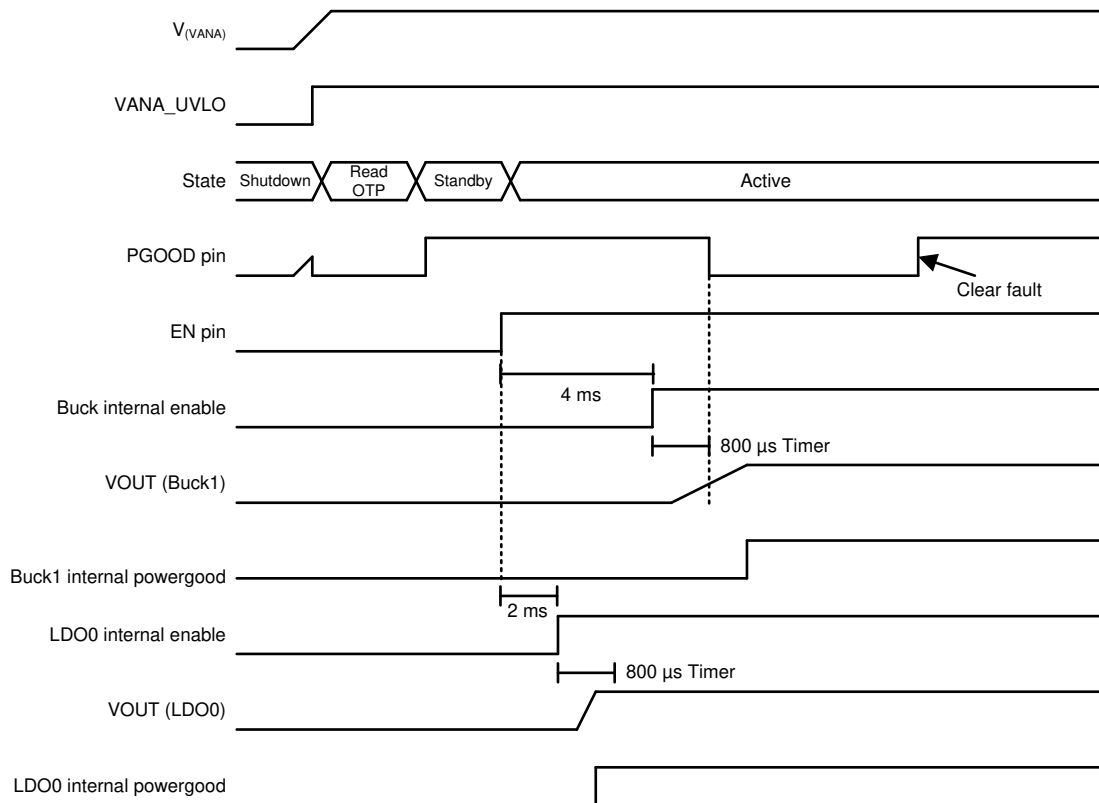 V(VANA)
VANA_UVLO
State
Shutdown
Read
OTP
Standby
Active
PGOOD pin
Clear fault
EN pin
4 ms
Buck internal enable
800 µs Timer
VOUT (Buck1)
Buck1 internal powergood
2 ms
LDO0 internal enable
800 µs Timer
VOUT (LDO0)
LDO0 internal powergood